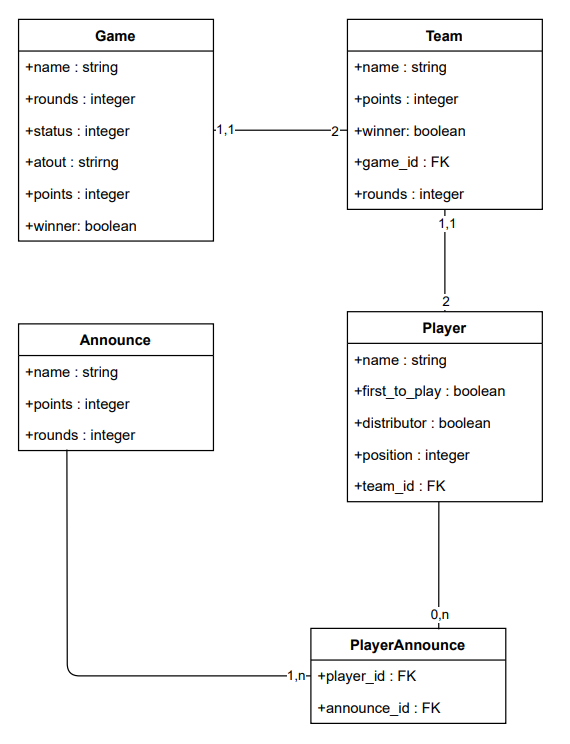 Game
+name : string
+rounds : integer
+status : integer
+atout : strirng
+points : integer
+winner: boolean
1,1
2
Team
+name : string
+points : integer
+winner: boolean
+game_id : FK
+rounds : integer
1,1
2
Announce
+name : string
+points : integer
+rounds : integer
Player
+name : string
+first_to_play : boolean
+distributor : boolean
+position : integer
+team_id : FK
0,n
1,n
PlayerAnnounce
+player_id : FK
+announce_id : FK